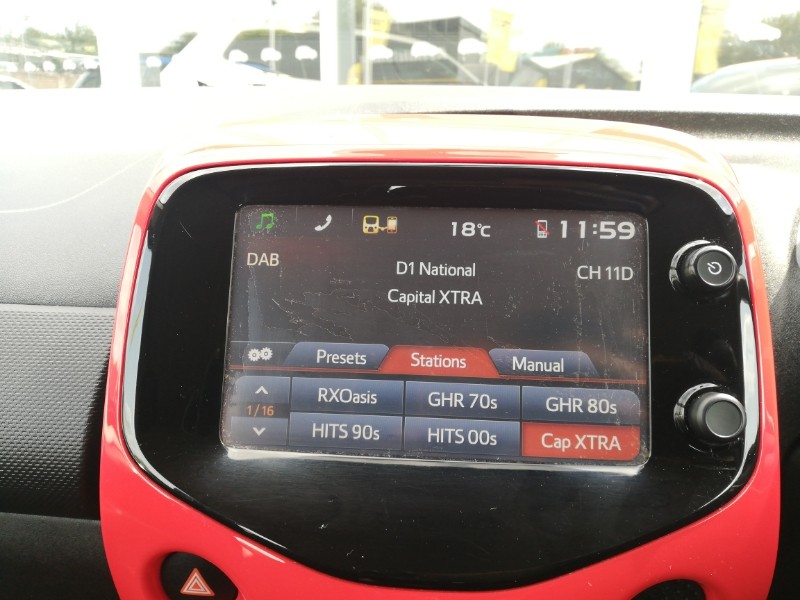 18°C 11:59
DAB D1 National CH 11D
Capital XTRA
Presets Stations Manual
RXOasis GHR 70s GHR 80s
1/16
HITS 90s HITS 00s Cap XTRA